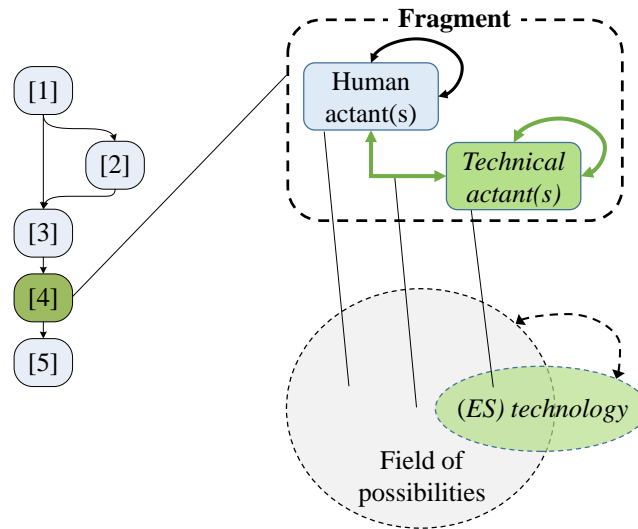 Fragment
Human
actant(s)
Technical
actant(s)
[1]
[2]
[3]
[4]
[5]
(ES) technology
Field of
possibilities